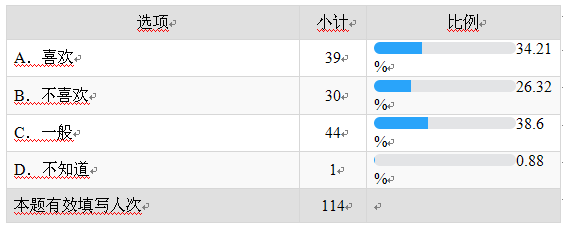 选项 小计 比例
A．喜欢 39 34.21
%
B．不喜欢 30 26.32
%
C．一般 44 38.6
%
D．不知道 1 0.88
%
本题有效填写人次 114